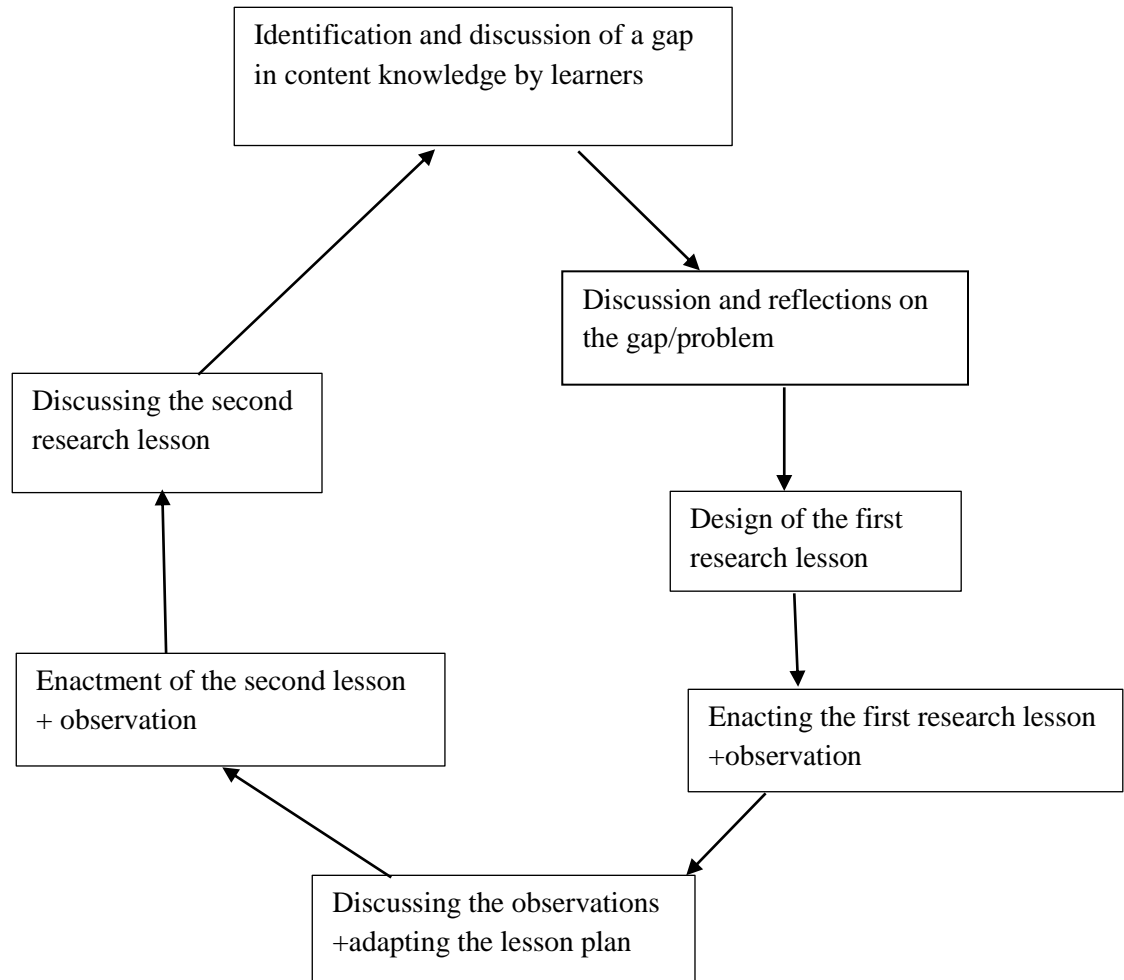 Identification and discussion of a gap
in content knowledge by learners
Discussion and reflections on
the gap/problem
Design of the first
research lesson
Enacting the first research lesson
+observation
Discussing the observations
+adapting the lesson plan
Enactment of the second lesson
+ observation
Discussing the second
research lesson